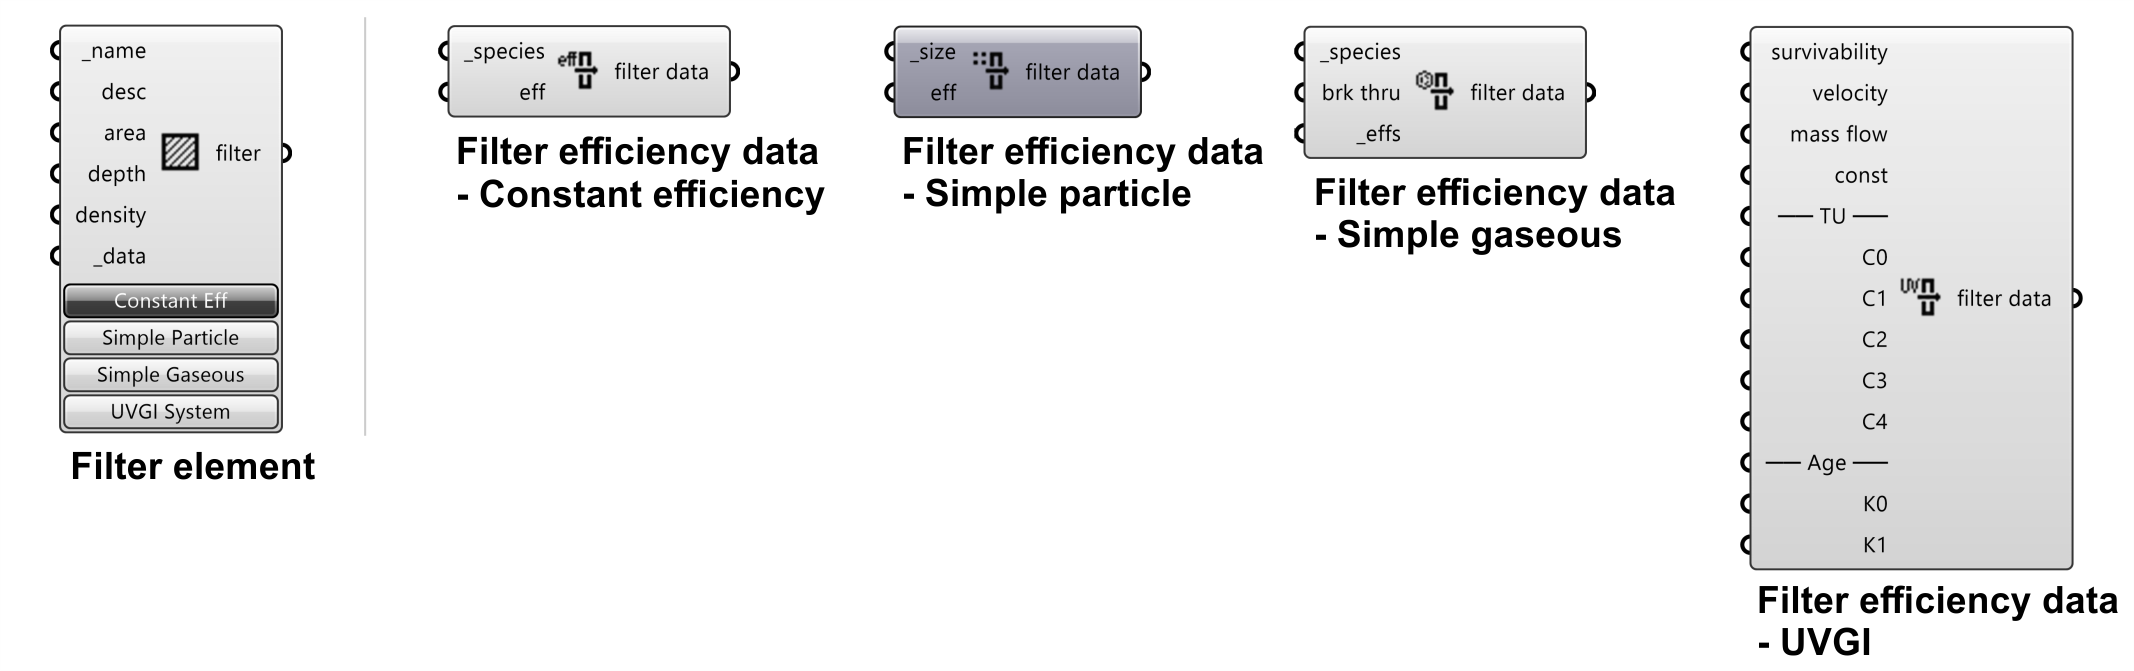 _name
desc
area
depth
density
_data
filter
Constant Eff
Simple Particle
Simple Gaseous
UVGI System
Filter element
_species
eff
eff
filter data
Filter efficiency data
- Constant efficiency
_size
eff
filter data
Filter efficiency data
- Simple particle
_species
brk thru
_effs
filter data
Filter efficiency data
- Simple gaseous
survivability
velocity
mass flow
const
—— TU ——
C0
C1
C2
C3
C4
—— Age ——
K0
K1
UV
filter data
Filter efficiency data
- UVGI